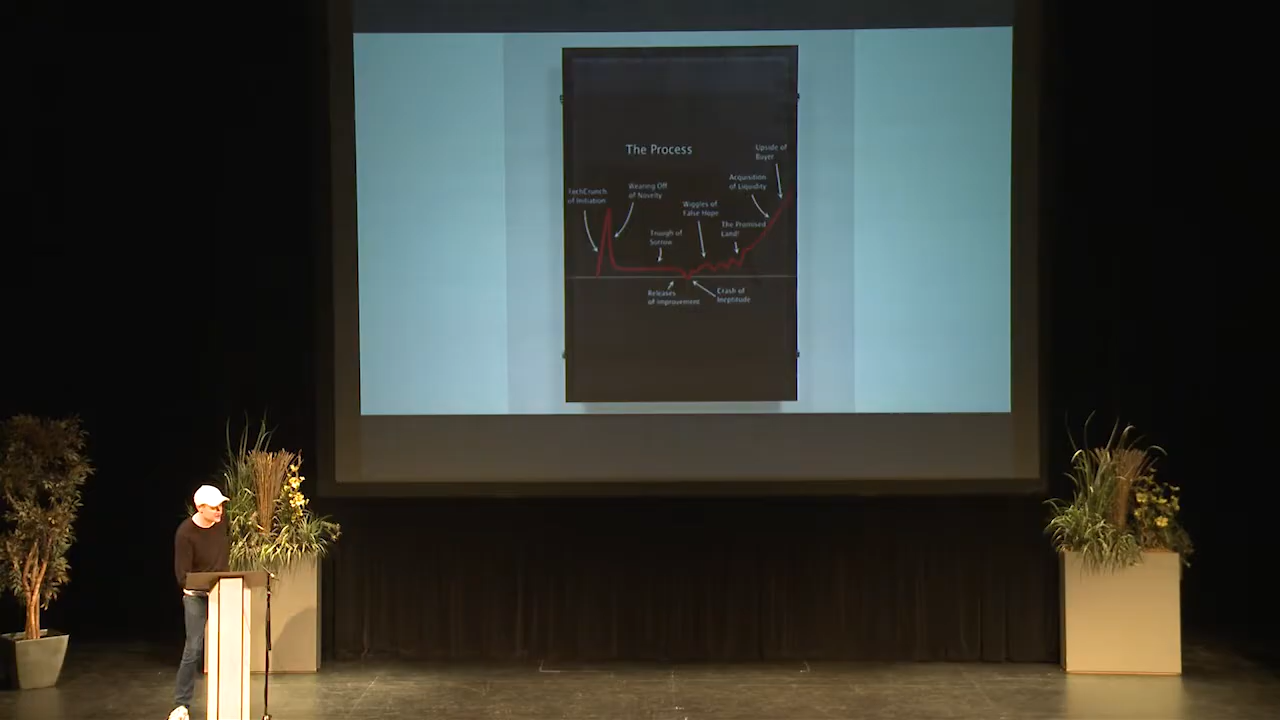 The Process
Upside of
Buyer
Acquisition
of Liquidity
TechCrunch
of Initiation
Wearing Off
of Novelty
Wiggles of
False Hope
The Promised
Land!
Trough of
Sorrow
Releases
of Improvement
Crash of
Ineptitude